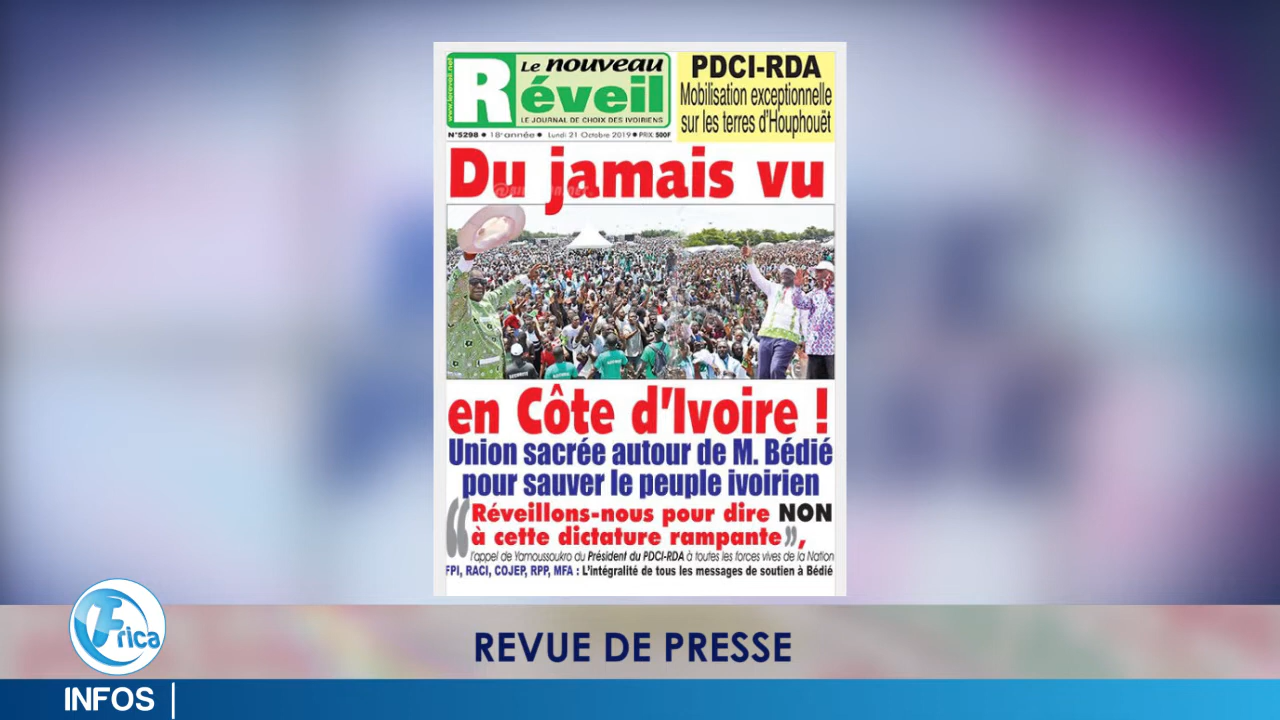 www.lereveil.net
Le nouveau
Réveil
LE JOURNAL DE CHOIX DES IVOIRIENS
N°5298 • 18e année • Lundi 21 Octobre 2019 • PRIX: 500F
PDCI-RDA
Mobilisation exceptionnelle
sur les terres d'Houphouët
Du jamais vu
en Côte d'Ivoire !
Union sacrée autour de M. Bédié
pour sauver le peuple ivoirien
“Réveillons-nous pour dire NON
à cette dictature rampante”,
l'appel de Yamoussoukro du Président du PDCI-RDA à toutes les forces vives de la Nation
FPI, RACI, COJEP, RPP, MFA : L'intégralité de tous les messages de soutien à Bédié
Africa
REVUE DE PRESSE
INFOS